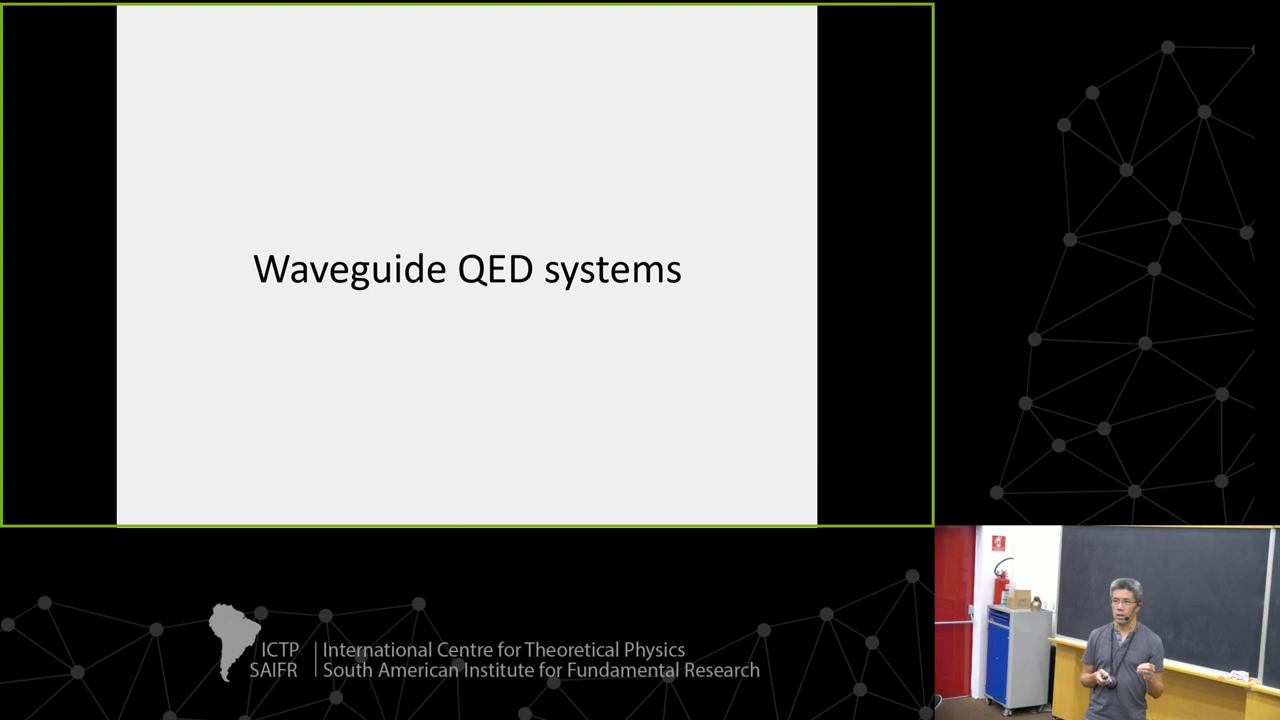 Waveguide QED systems
ICTP
SAIFR
International Centre for Theoretical Physics
South American Institute for Fundamental Research